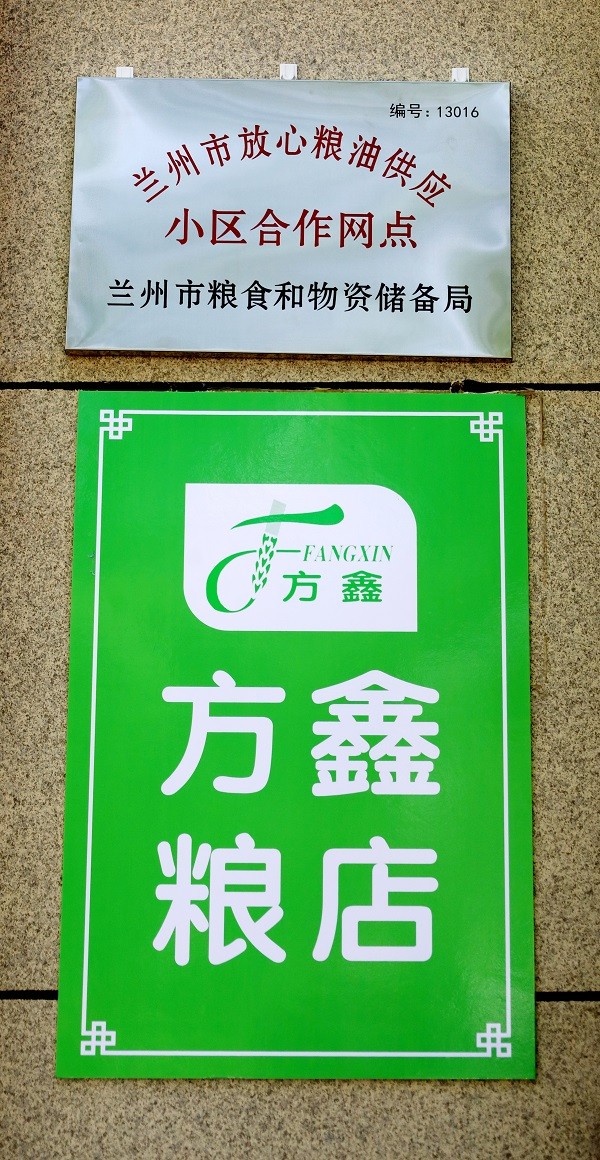 编号：13016
兰州市放心粮油供应
小区合作网点
兰州市粮食和物资储备局
FANGXIN
方鑫
方鑫
粮店